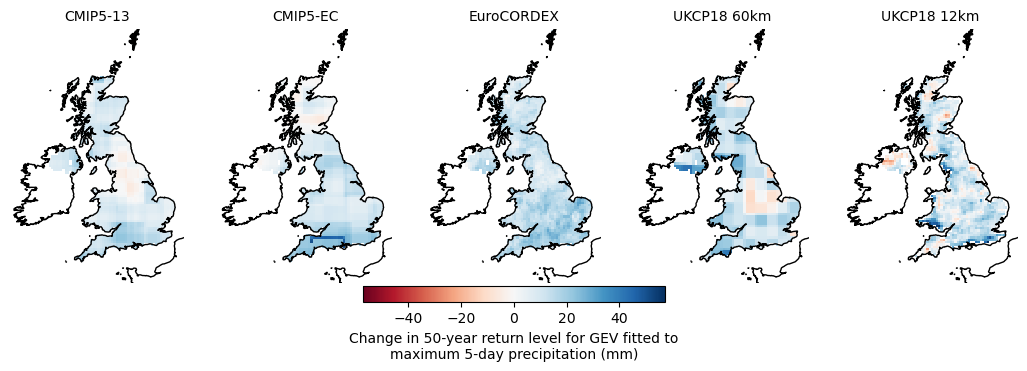 CMIP5-13 CMIP5-EC EuroCORDEX UKCP18 60km UKCP18 12km
−40 −20 0 20 40
Change in 50-year return level for GEV fitted to
maximum 5-day precipitation (mm)